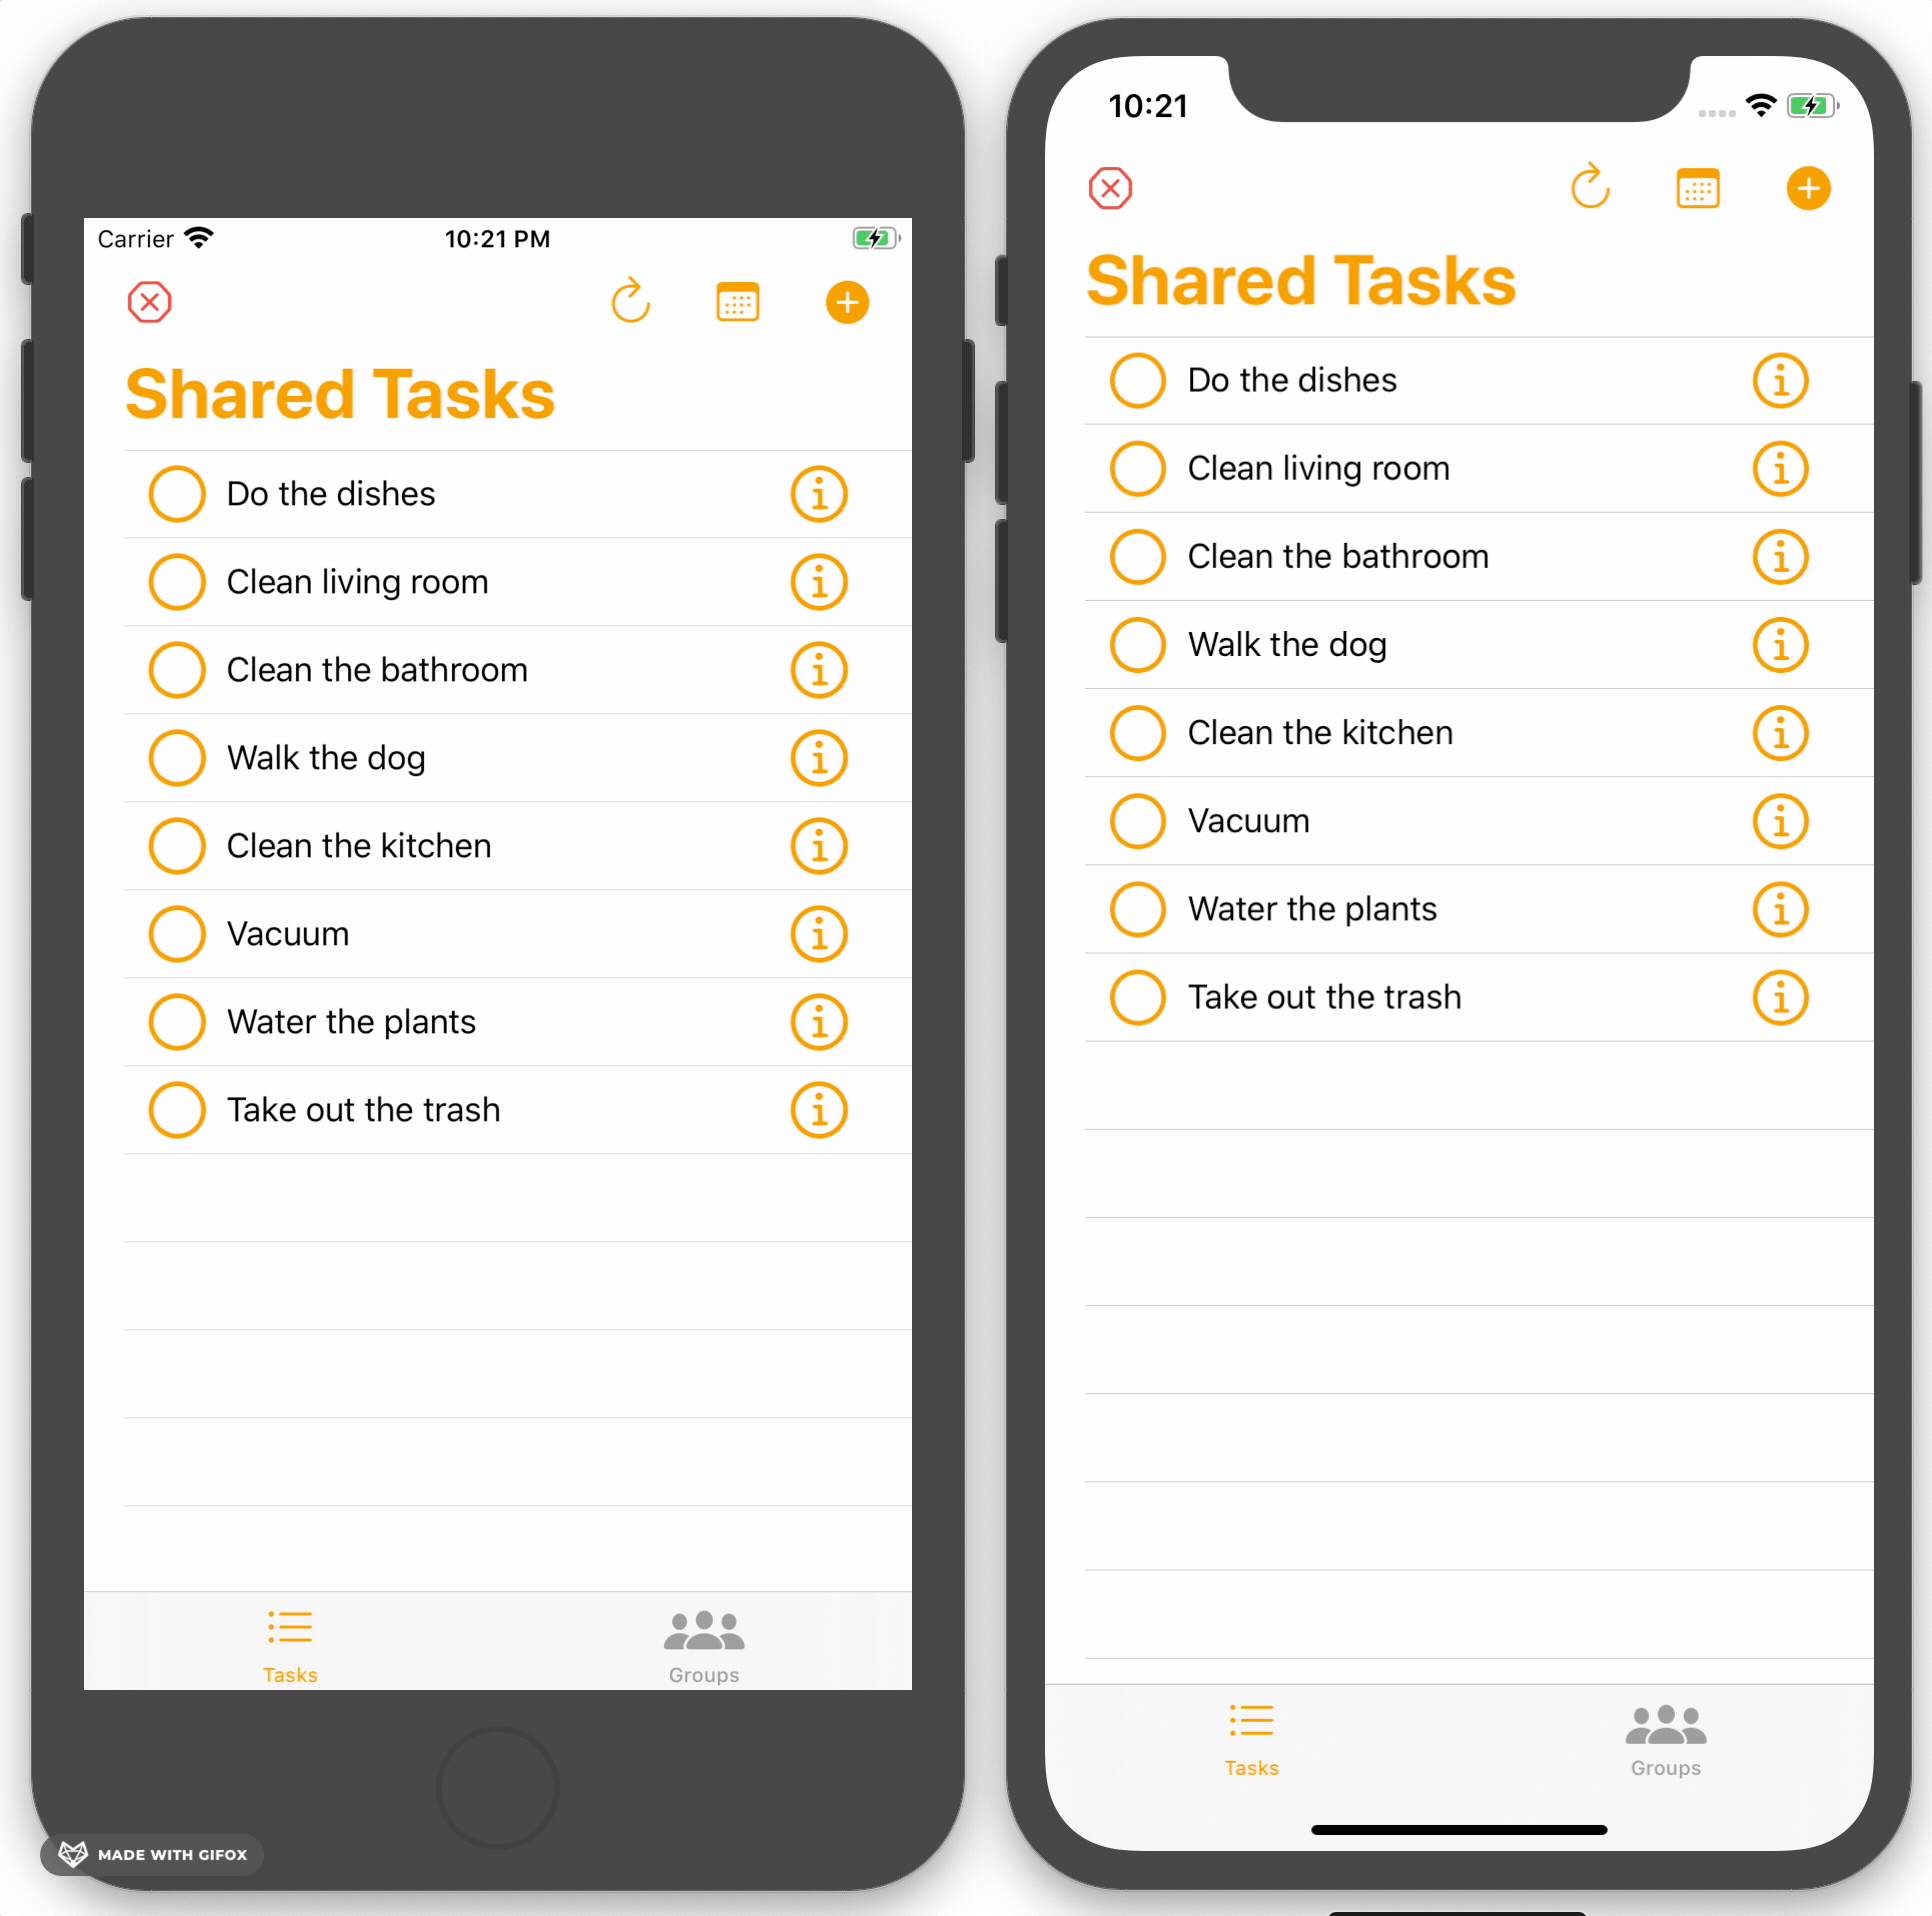 Carrier
10:21 PM
Shared Tasks
Do the dishes
Clean living room
Clean the bathroom
Walk the dog
Clean the kitchen
Vacuum
Water the plants
Take out the trash
Tasks
Groups
MADE WITH GIFOX
10:21
Shared Tasks
Do the dishes
Clean living room
Clean the bathroom
Walk the dog
Clean the kitchen
Vacuum
Water the plants
Take out the trash
Tasks
Groups